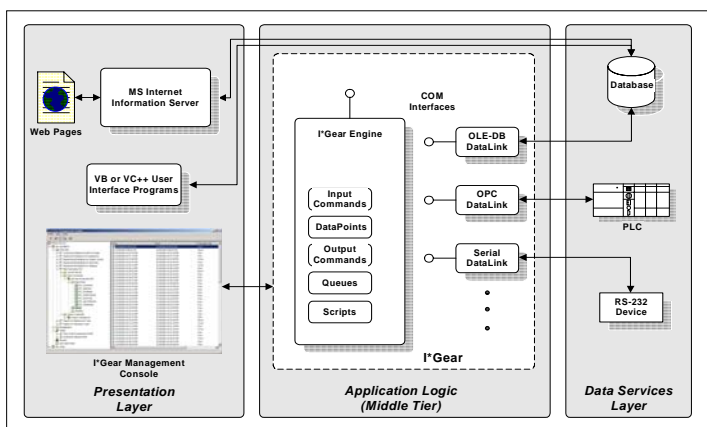 Web Pages
MS Internet
Information Server
VB or VC++ User
Interface Programs
I*Gear Management
Console
Presentation
Layer
COM
Interfaces
I*Gear Engine
Input
Commands
DataPoints
Output
Commands
Queues
Scripts
OLE-DB
DataLink
OPC
DataLink
Serial
DataLink
I*Gear
Application Logic
(Middle Tier)
Database
PLC
RS-232
Device
Data Services
Layer